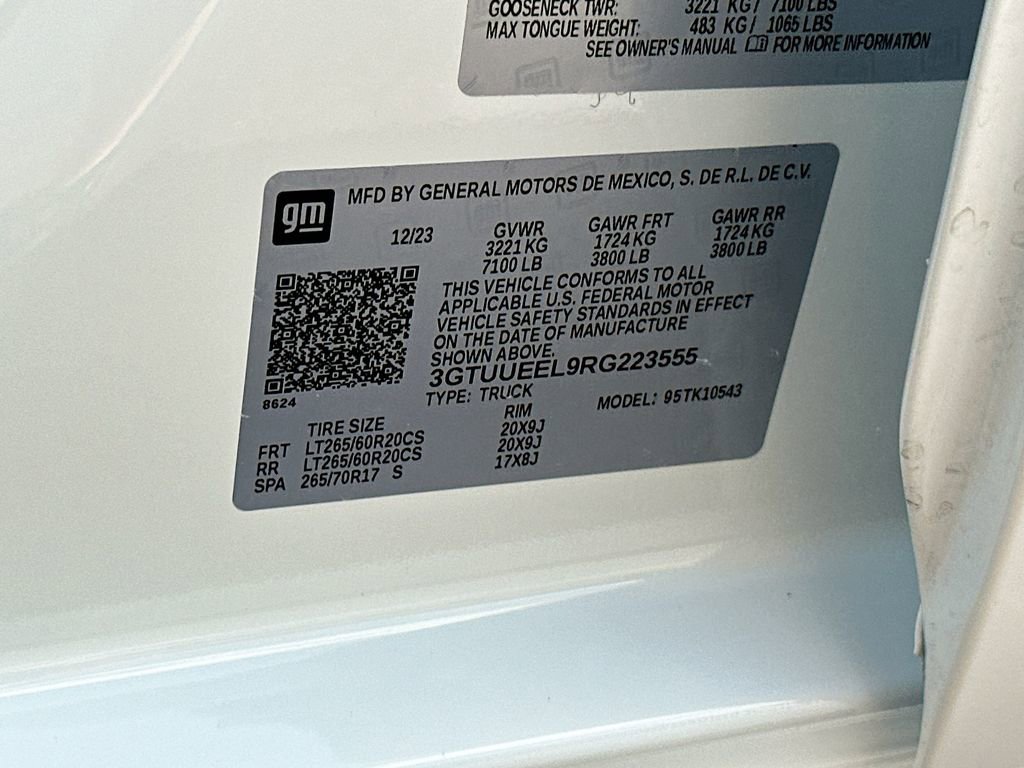 GOOSENECK TWR: 3221 KG / 7100 LBS
MAX TONGUE WEIGHT: 483 KG / 1065 LBS
SEE OWNER'S MANUAL FOR MORE INFORMATION
gm
MFD BY GENERAL MOTORS DE MEXICO, S. DE R.L. DE C.V.
12/23 GVWR GAWR FRT GAWR RR
3221 KG 1724 KG 1724 KG
7100 LB 3800 LB 3800 LB
THIS VEHICLE CONFORMS TO ALL
APPLICABLE U.S. FEDERAL MOTOR
VEHICLE SAFETY STANDARDS IN EFFECT
ON THE DATE OF MANUFACTURE
SHOWN ABOVE.
3GTUUEEL9RG223555
8624
TYPE: TRUCK MODEL: 95TK10543
TIRE SIZE RIM
FRT LT265/60R20CS 20X9J
RR LT265/60R20CS 20X9J
SPA 265/70R17 S 17X8J